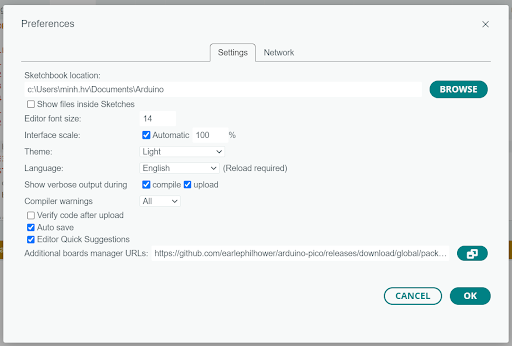 Preferences
Settings Network
Sketchbook location:
c:\Users\minh.hv\Documents\Arduino BROWSE
Show files inside Sketches
Editor font size: 14
Interface scale: Automatic 100 %
Theme: Light
Language: English (Reload required)
Show verbose output during compile upload
Compiler warnings All
Verify code after upload
Auto save
Editor Quick Suggestions
Additional boards manager URLs: https://github.com/earlephilhower/arduino-pico/releases/download/global/pack...
CANCEL OK